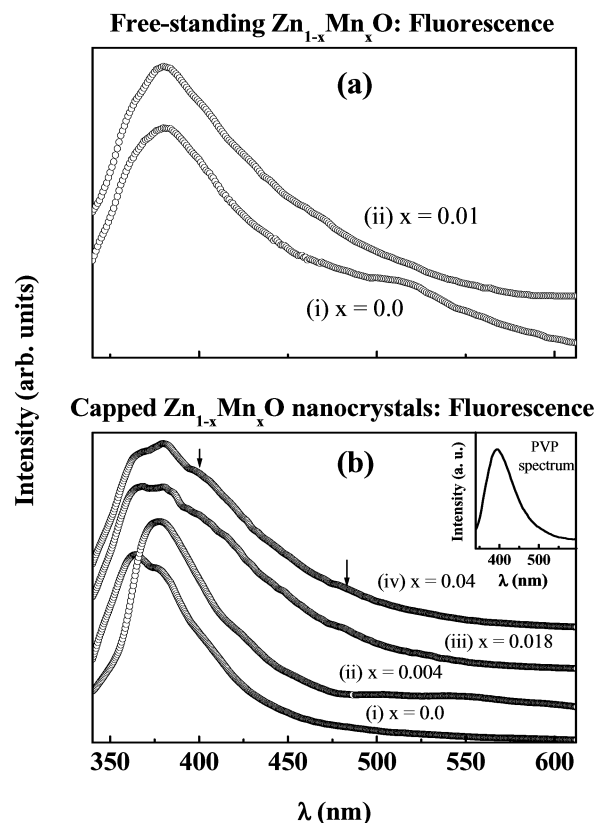 Free-standing Zn1-xMnxO: Fluorescence
(a)
(ii) x = 0.01
(i) x = 0.0
Intensity (arb. units)
Capped Zn1-xMnxO nanocrystals: Fluorescence
(b)
PVP
spectrum
Intensity (a. u.)
400 500
λ (nm)
(iv) x = 0.04
(iii) x = 0.018
(ii) x = 0.004
(i) x = 0.0
350 400 450 500 550 600
λ (nm)